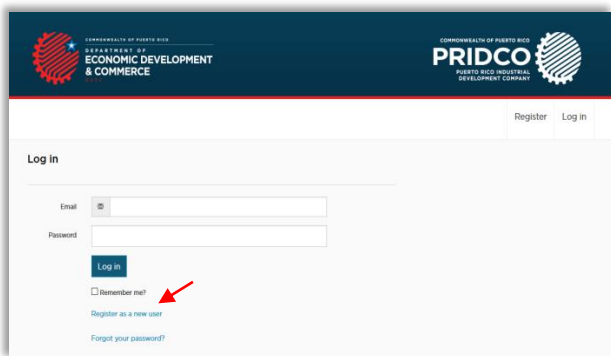 COMMONWEALTH OF PUERTO RICO
DEPARTMENT OF
ECONOMIC DEVELOPMENT
& COMMERCE
COMMONWEALTH OF PUERTO RICO
PRIDCO
PUERTO RICO INDUSTRIAL
DEVELOPMENT COMPANY
Register Log in
Log in
Email
Password
Log in
Remember me?
Register as a new user
Forgot your password?